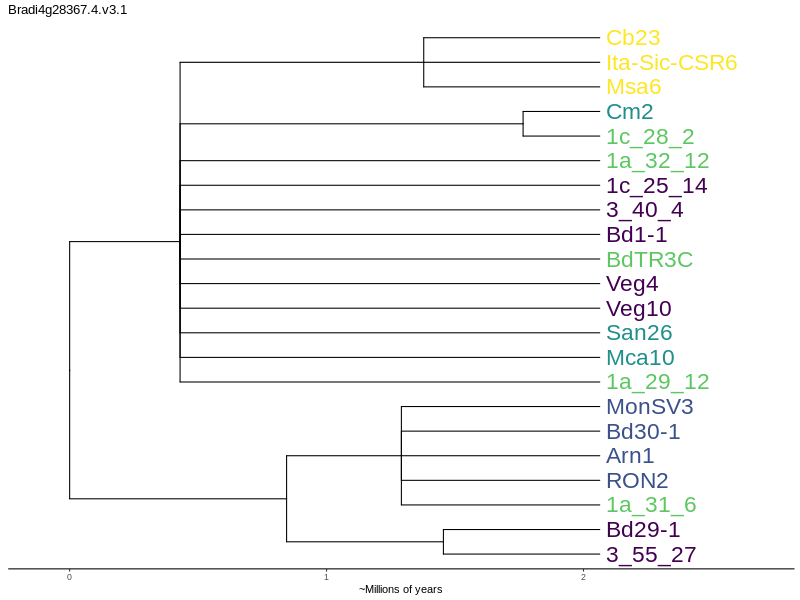 Bradi4g28367.4.v3.1
Cb23
Ita-Sic-CSR6
Msa6
Cm2
1c_28_2
1a_32_12
1c_25_14
3_40_4
Bd1-1
BdTR3C
Veg4
Veg10
San26
Mca10
1a_29_12
MonSV3
Bd30-1
Arn1
RON2
1a_31_6
Bd29-1
3_55_27
0 1 2
~Millions of years